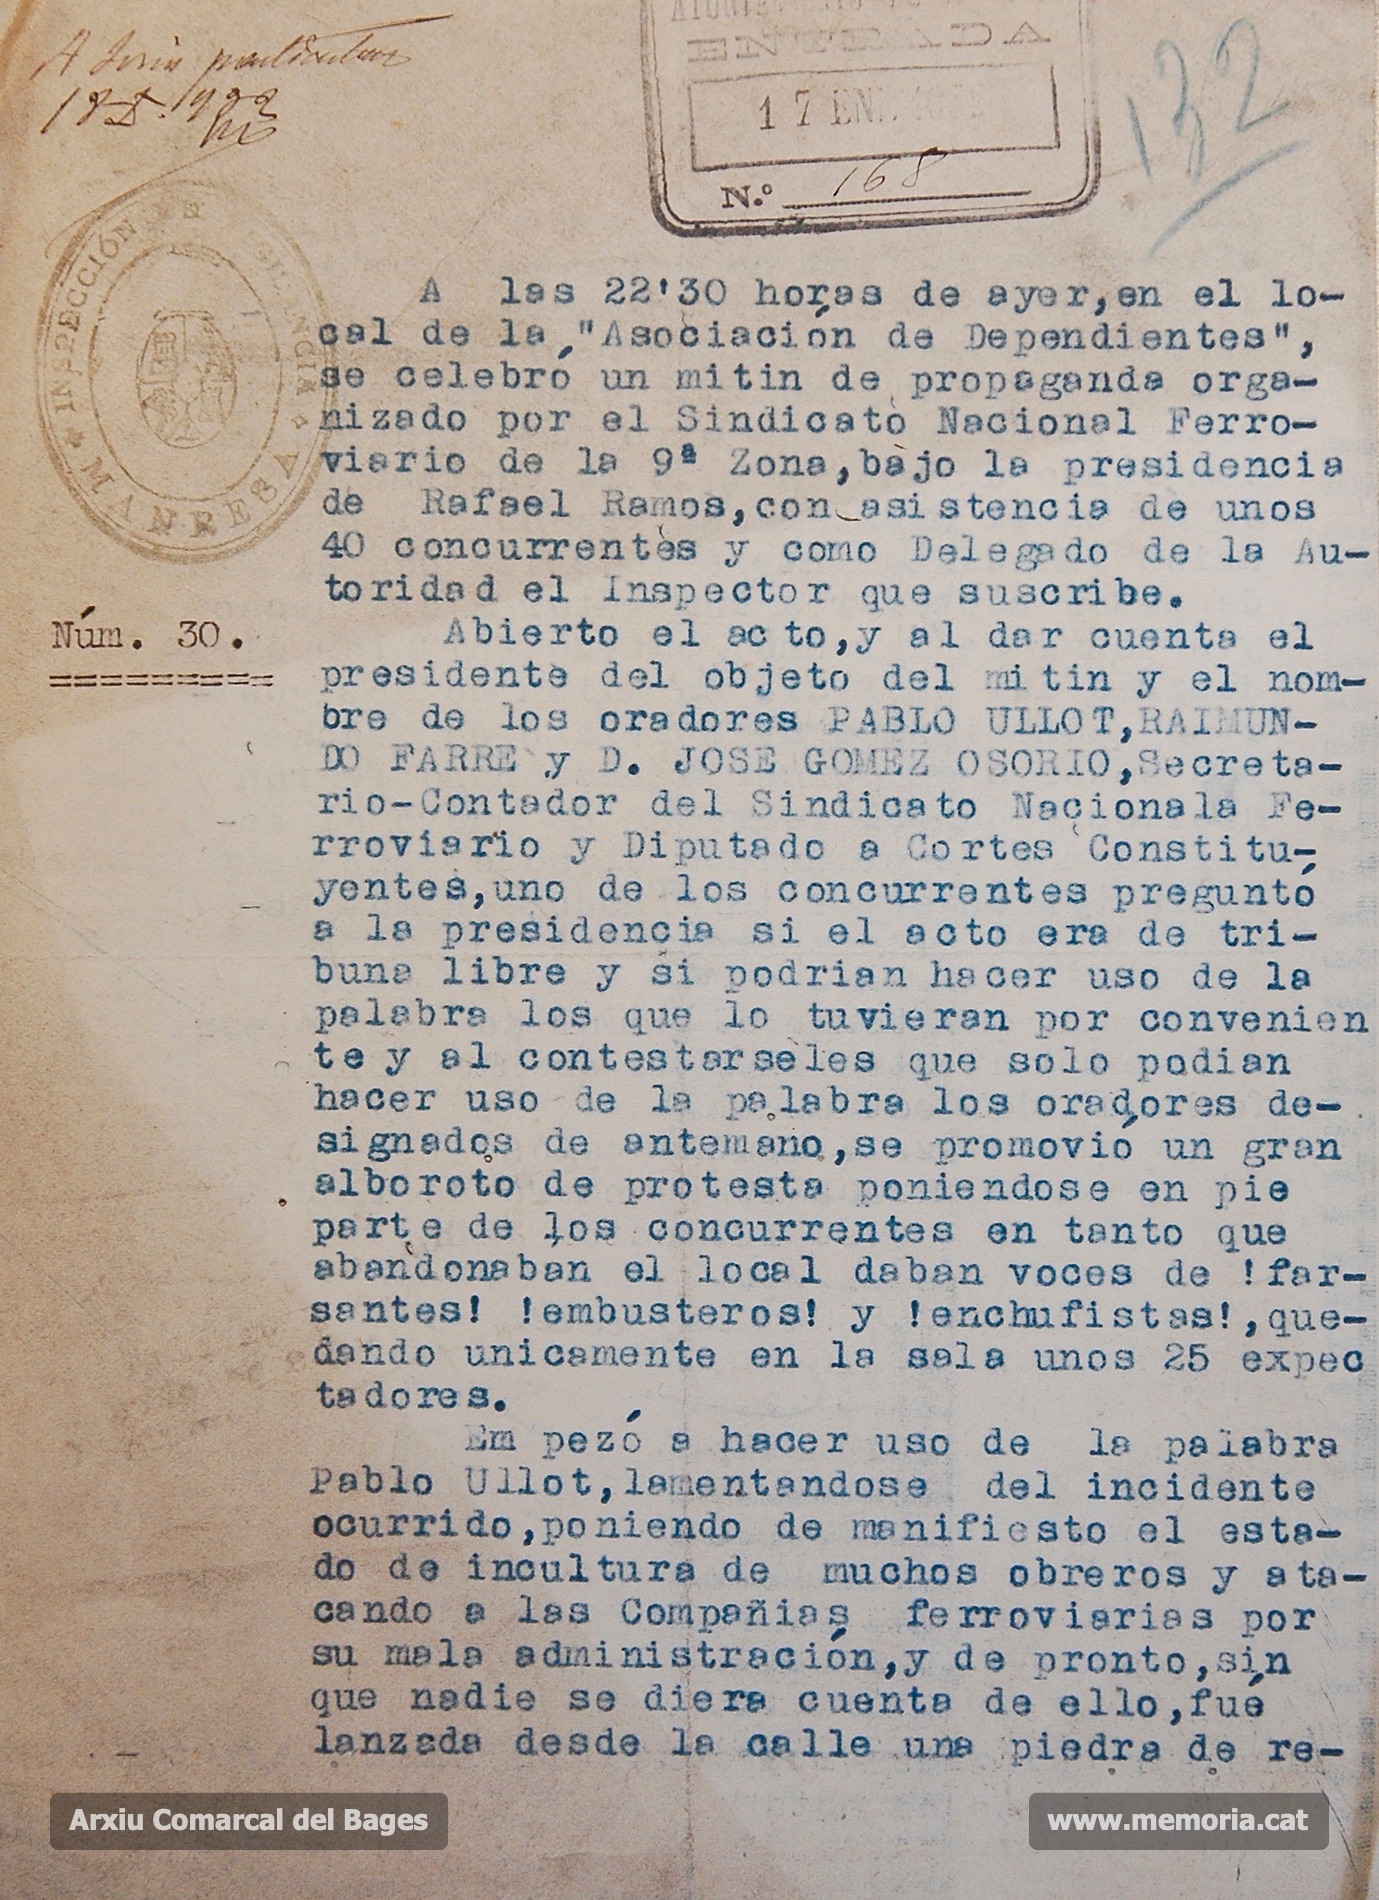 132
17 ENE.
N.º 168
INSPECCIÓN DE VIGILANCIA
MANRESA
A las 22'30 horas de ayer,en el lo-
cal de la "Asociación de Dependientes",
se celebró un mitin de propaganda orga-
nizado por el Sindicato Nacional Ferro-
viario de la 9ª Zona,bajo la presidencia
de Rafael Ramos,con asistencia de unos
40 concurrentes y como Delegado de la Au-
toridad el Inspector que suscribe.
Núm. 30.
=========
Abierto el acto,y al dar cuenta el
presidente del objeto del mitin y el nom-
bre de los oradores PABLO ULLOT,RAIMUN-
DO FARRE y D. JOSE GOMEZ OSORIO,Secreta-
rio-Contador del Sindicato Nacionala Fe-
rroviario y Diputado a Cortes Constitu-
yentes,uno de los concurrentes preguntó
a la presidencia si el acto era de tri-
buna libre y si podrian hacer uso de la
palabra los que lo tuvieran por convenien
te y al contestarseles que solo podian
hacer uso de la palabra los oradores de-
signados de antemano,se promovió un gran
alboroto de protesta poniendose en pie
parte de los concurrentes en tanto que
abandonaban el local daban voces de !far-
santes! !embusteros! y !enchufistas!,que-
dando unicamente en la sala unos 25 expec
tadores.
Em pezó a hacer uso de la palabra
Pablo Ullot,lamentandose del incidente
ocurrido,poniendo de manifiesto el esta-
do de incultura de muchos obreros y ata-
cando a las Compañias ferroviarias por
su mala administración,y de pronto,sin
que nadie se diera cuenta de ello,fué
lanzada desde la calle una piedra de re-
Arxiu Comarcal del Bages
www.memoria.cat